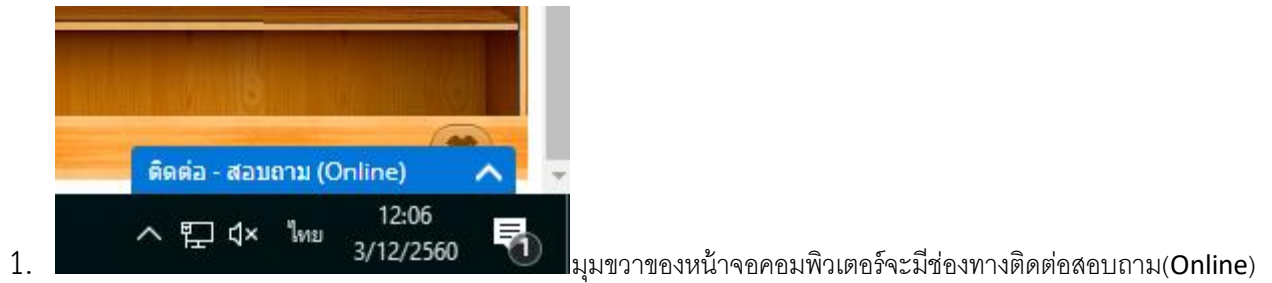 ติดต่อ - สอบถาม (Online)
ไทย
12:06
3/12/2560
1
1. มุมขวาของหน้าจอคอมพิวเตอร์จะมีช่องทางติดต่อสอบถาม(Online)